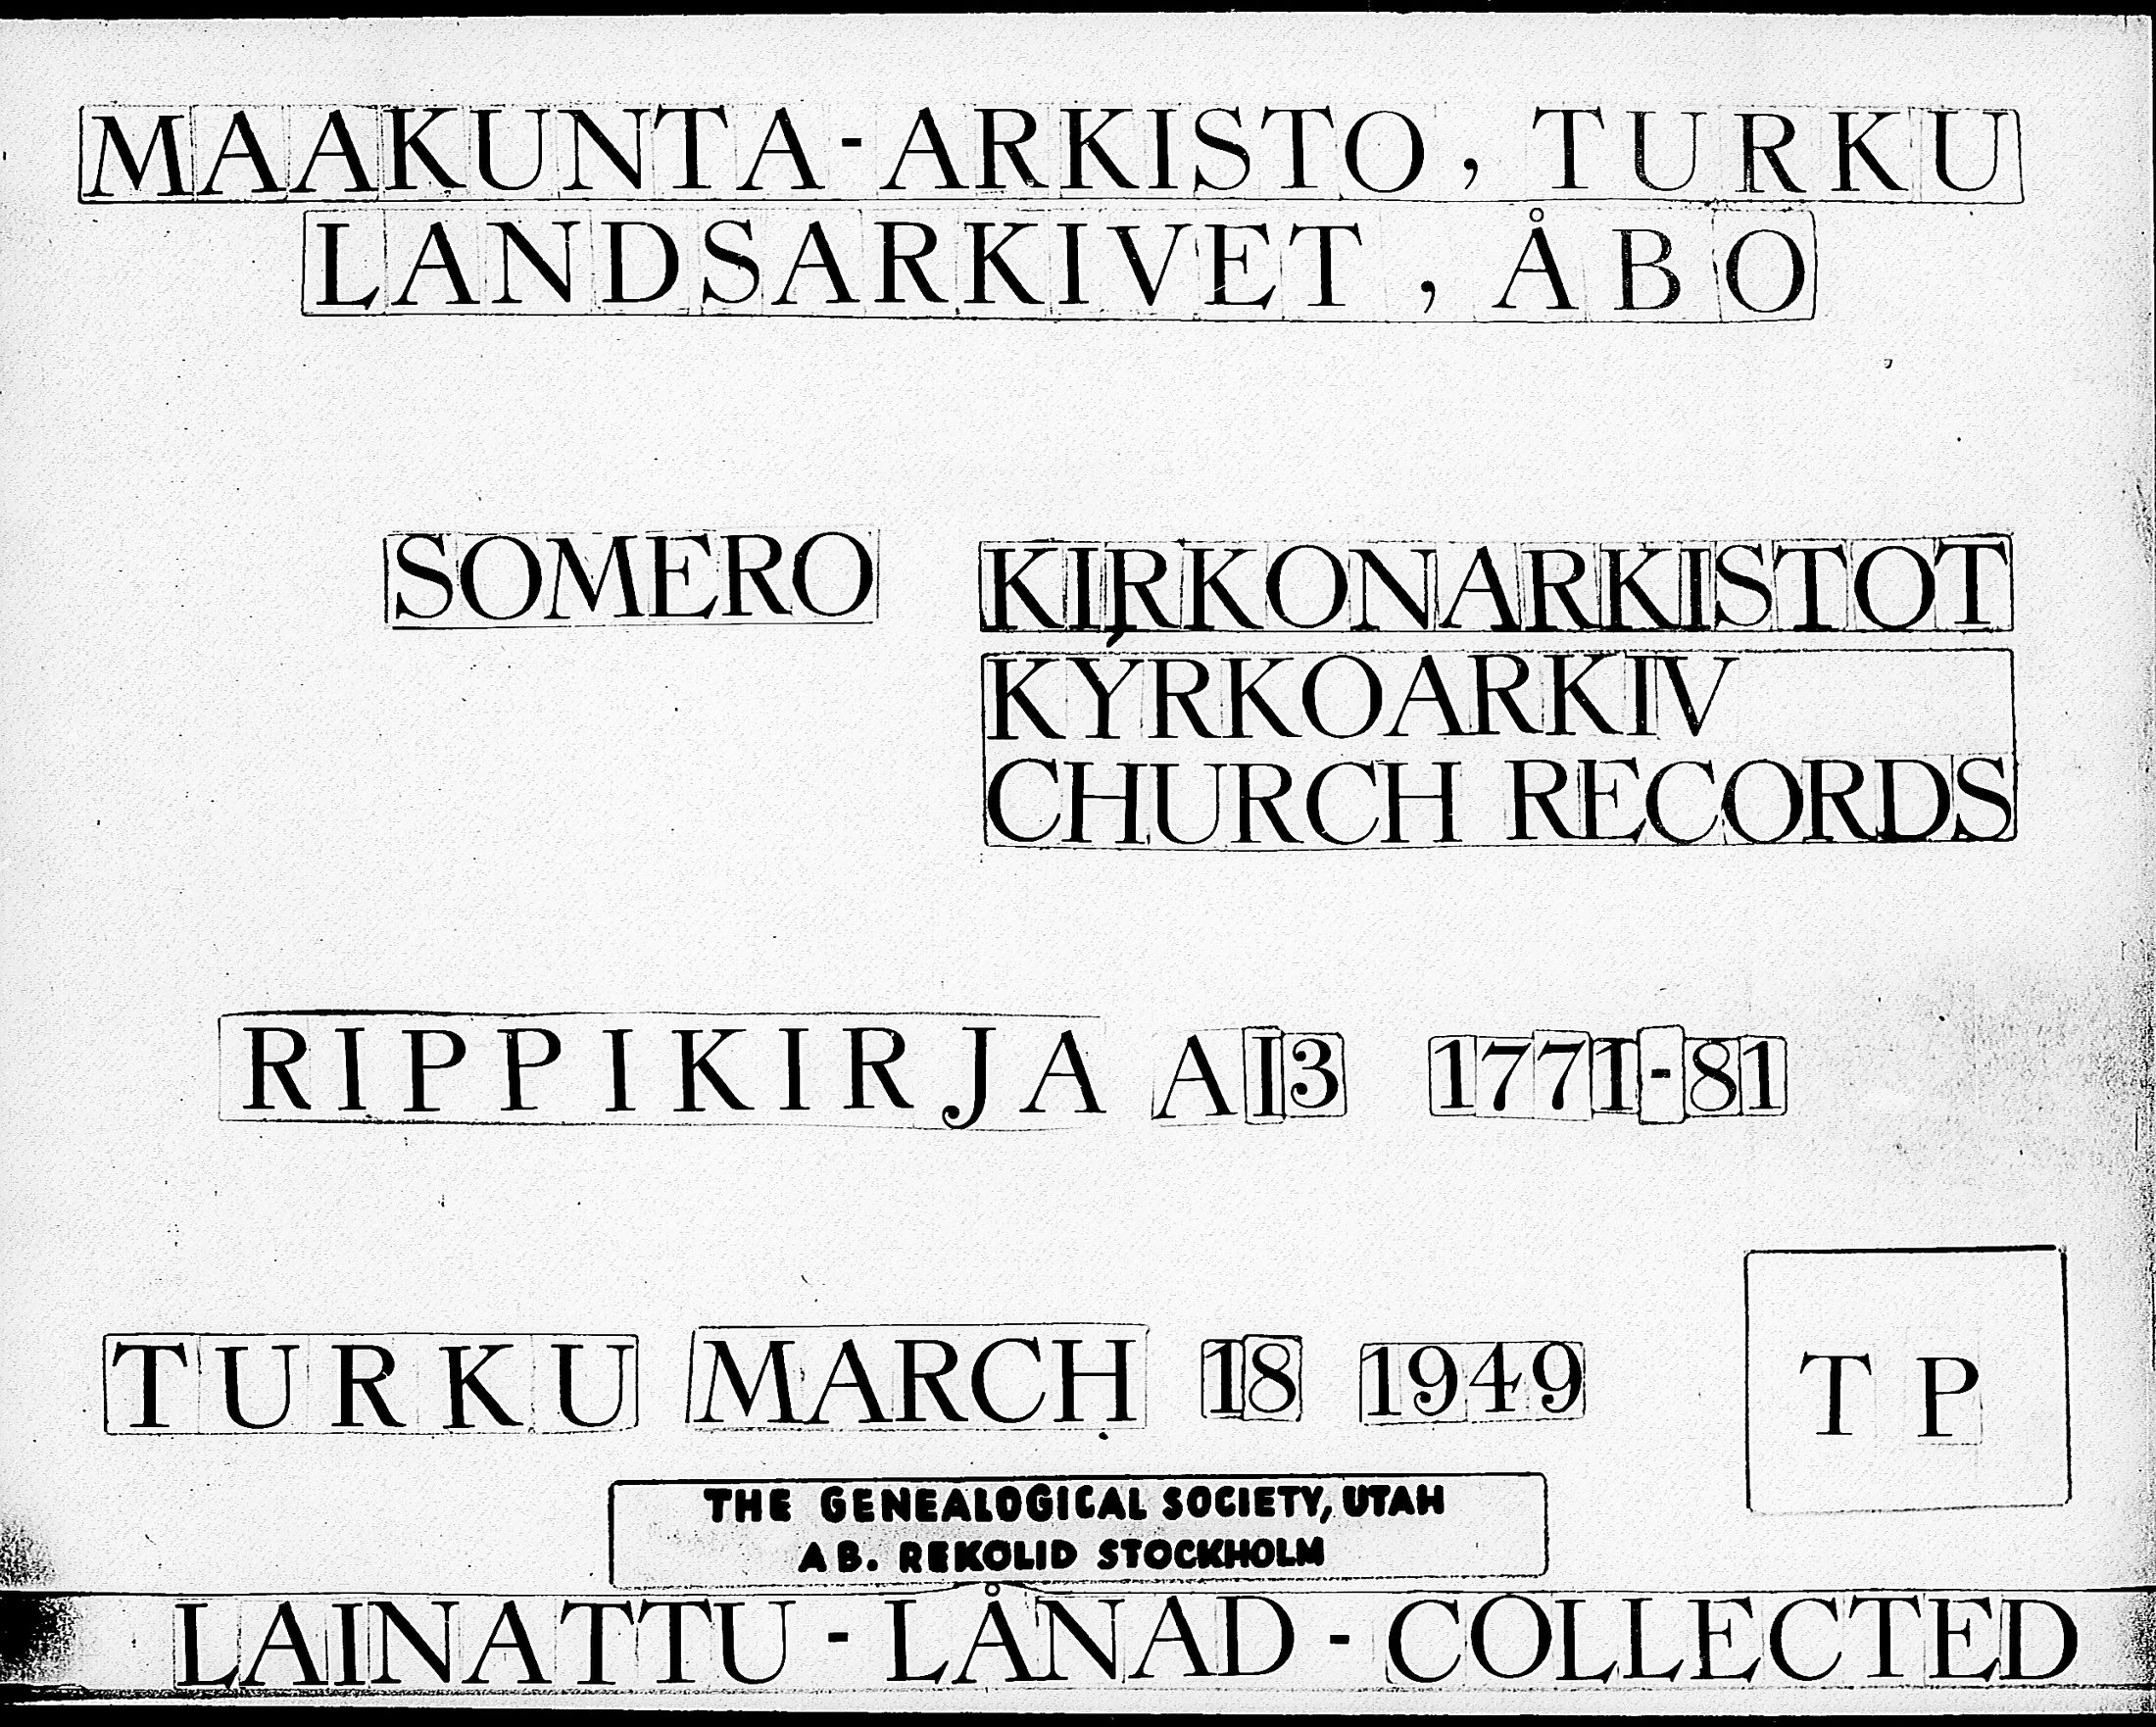 MAAKUNTA-ARKISTO, TURKU
LANDSARKIVET, ÅBO
SOMERO KIRKONARKISTOT
KYRKOARKIV
CHURCH RECORDS
RIPPIKIRJA AI3 1771-81
TURKU MARCH 18 1949
TP
THE GENEALOGICAL SOCIETY, UTAH
AB. REKOLID STOCKHOLM
LAINATTU - LÅNAD - COLLECTED